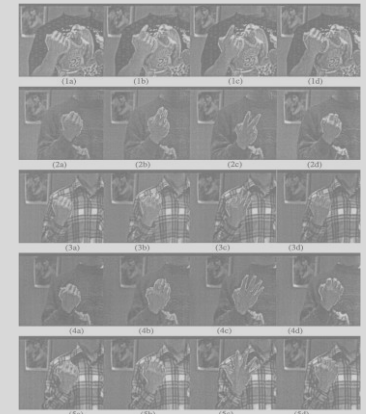 (1a) (1b) (1c) (1d)
(2a) (2b) (2c) (2d)
(3a) (3b) (3c) (3d)
(4a) (4b) (4c) (4d)